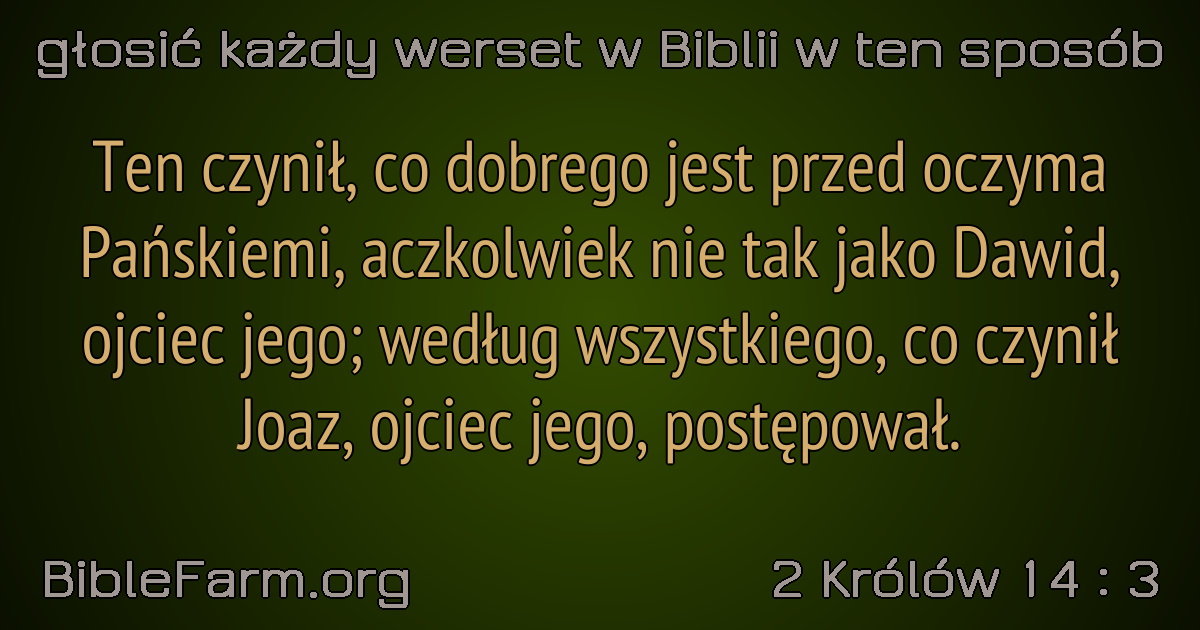 głosić każdy werset w Biblii w ten sposób
Ten czynił, co dobrego jest przed oczyma
Pańskiemi, aczkolwiek nie tak jako Dawid,
ojciec jego; według wszystkiego, co czynił
Joaz, ojciec jego, postępował.
BibleFarm.org
2 Królów 14 : 3